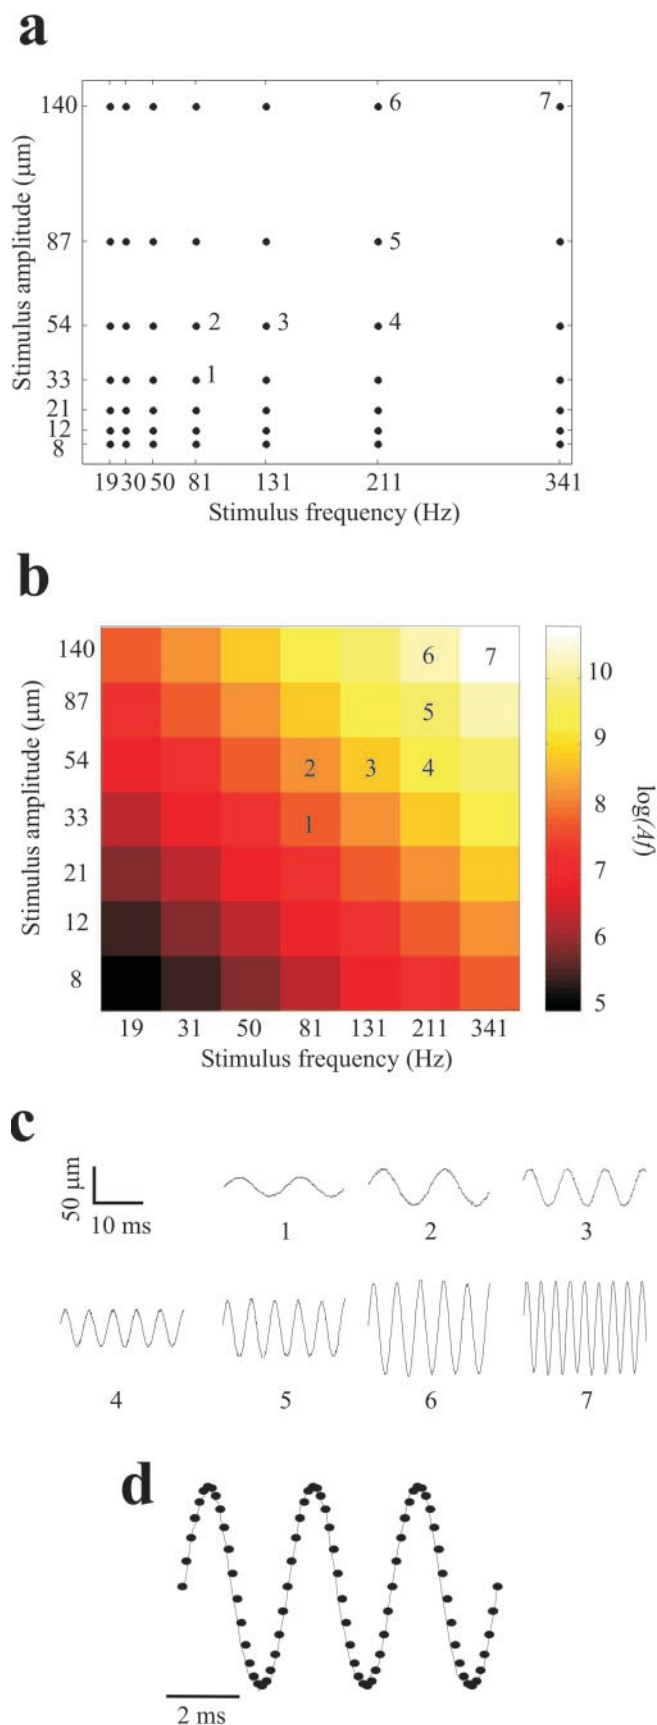 a
Stimulus amplitude (μm)
140
6
7
87
5
54
2
3
4
33
1
21
12
8
19 30 50 81 131 211 341
Stimulus frequency (Hz)
b
Stimulus amplitude (μm)
140
6
7
87
5
54
2
3
4
33
1
21
12
8
19 31 50 81 131 211 341
Stimulus frequency (Hz)
10
9
8
7
6
5
log(Af)
c
50 μm
10 ms
1
2
3
4
5
6
7
d
2 ms